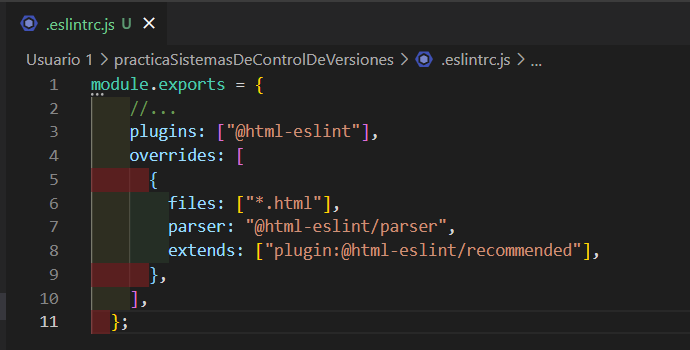 .eslintrc.js U
Usuario 1 > practicaSistemasDeControlDeVersiones > .eslintrc.js > ...
1 module.exports = {
2 //...
3 plugins: ["@html-eslint"],
4 overrides: [
5 {
6 files: ["*.html"],
7 parser: "@html-eslint/parser",
8 extends: ["plugin:@html-eslint/recommended"],
9 },
10 ],
11 };